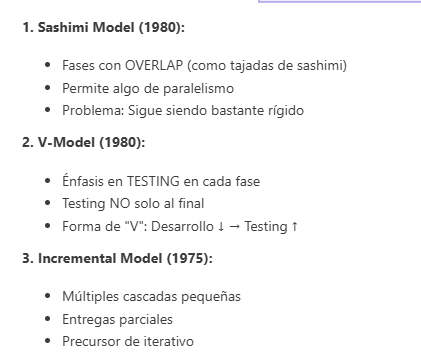 1. Sashimi Model (1980):
• Fases con OVERLAP (como tajadas de sashimi)
• Permite algo de paralelismo
• Problema: Sigue siendo bastante rígido
2. V-Model (1980):
• Énfasis en TESTING en cada fase
• Testing NO solo al final
• Forma de "V": Desarrollo ↓ → Testing ↑
3. Incremental Model (1975):
• Múltiples cascadas pequeñas
• Entregas parciales
• Precursor de iterativo